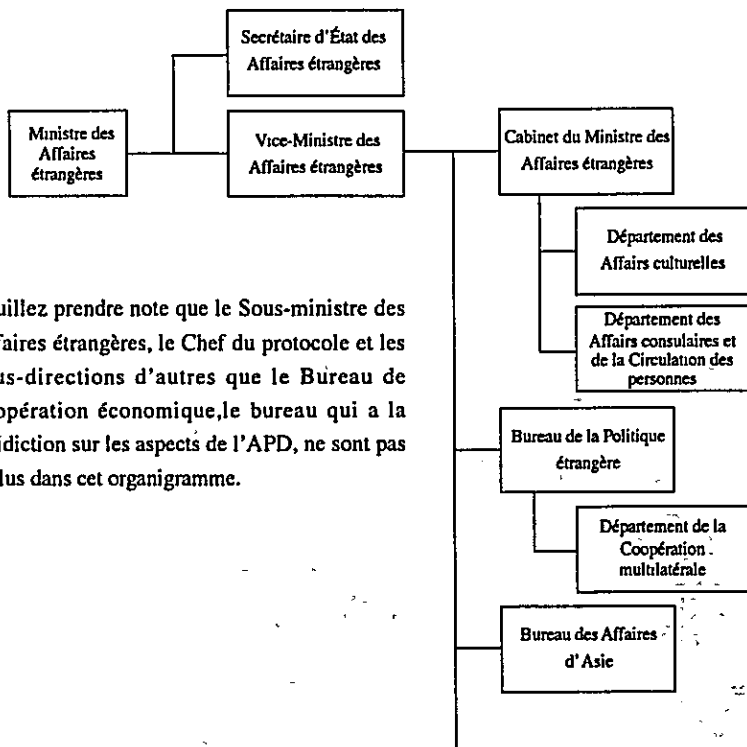 Secrétaire d'État des
Affaires étrangères
Ministre des
Affaires
étrangères
Vice-Ministre des
Affaires étrangères
Cabinet du Ministre des
Affaires étrangères
Département des
Affairs culturelles
Département des
Affairs consulaires et
de la Circulation des
personnes
uillez prendre note que le Sous-ministre des
faires étrangères, le Chef du protocole et les
us-directions d'autres que le Bureau de
opération économique,le bureau qui a la
idiction sur les aspects de l'APD, ne sont pas
lus dans cet organigramme.
Bureau de la Politique
étrangère
Département de la
Coopération
multilatérale
Bureau des Affaires
d'Asie